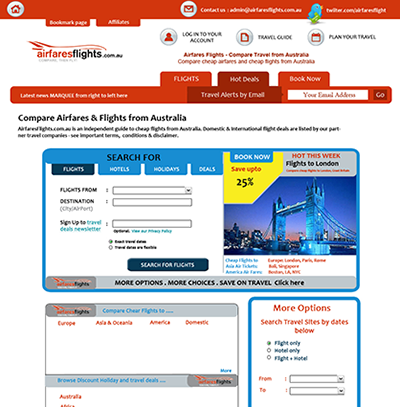 Contact us : admin@airfaresflights.com.au
twitter.com/airfaresflight
Bookmark page
Affiliates
airfaresflights.com.au
COMPARE, TRAVEL
LOG IN TO YOUR ACCOUNT
TRAVEL GUIDE
PLAN YOUR TRAVEL
Airfares Flights - Compare Travel from Australia
Compare cheap airfares and cheap flights from Australia
FLIGHTS
Hot Deals
Book Now
Latest news MARQUEE from right to left here
Travel Alerts by Email
Your Email Address
GO
Compare Airfares & Flights from Australia
Airfaresflights.com.au is an independent guide to cheap flights from Australia. Domestic & International flight deals are listed by our part-
ner travel companies -see important terms, conditions & disclaimer.
SEARCH FOR
FLIGHTS
HOTELS
HOLIDAYS
DEALS
FLIGHTS FROM
DESTINATION
(City/AirPort)
Sign Up to travel
deals newsletter
Optional. View our Privacy Policy
Exact travel dates
Travel dates are flexible
SEARCH FOR FLIGHTS
BOOK NOW
Save upto
25%
HOT THIS WEEK
Flights to London
Compare cheap flights to London, Great Britain.
Cheap Flights to
Asia Air Tickets:
America Air Fares:
Europe: London, Paris, Rome
Bali, Singapore
Boston, LA, NYC
airfaresflights
MORE OPTIONS . MORE CHOICES . SAVE ON TRAVEL Click here
airfaresflights
Compare Cheap Flights to .....
Europe
Asia & Oceania
America
Domestic
More
Browse Discount Holiday and travel deals ....
airfaresflights
Australia
Africa
More Options
Search Travel Sites by dates
below
Flight only
Hotel only
Flight + Hotel
From
To